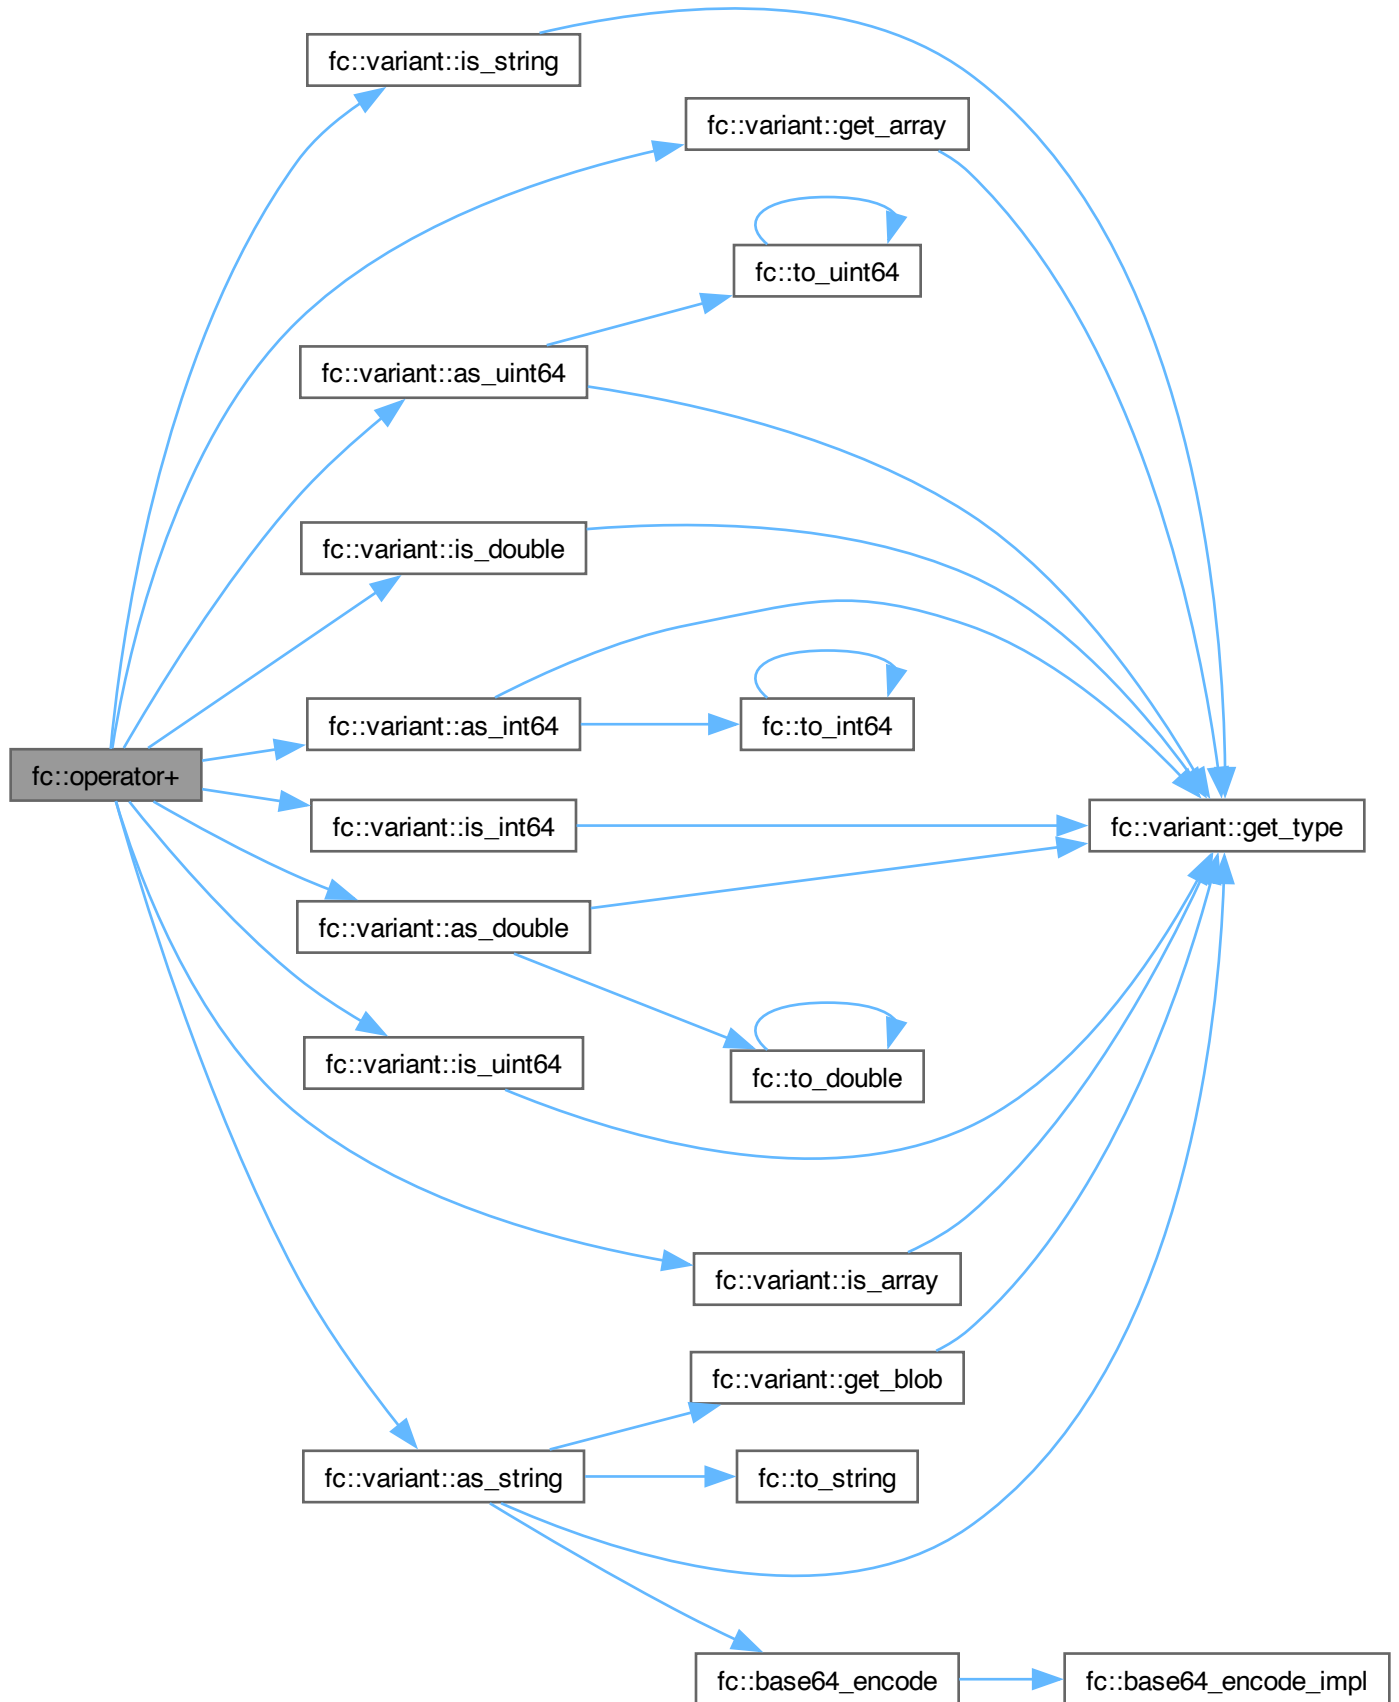 fc::variant::is_string
fc::variant::get_array
fc::to_uint64
fc::variant::as_uint64
fc::variant::is_double
fc::variant::as_int64
fc::to_int64
fc::operator+
fc::variant::is_int64
fc::variant::get_type
fc::variant::as_double
fc::variant::is_uint64
fc::to_double
fc::variant::is_array
fc::variant::get_blob
fc::variant::as_string
fc::to_string
fc::base64_encode
fc::base64_encode_impl